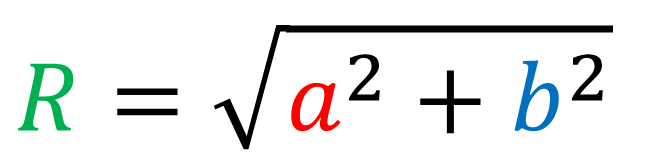 R = √(a² + b²)